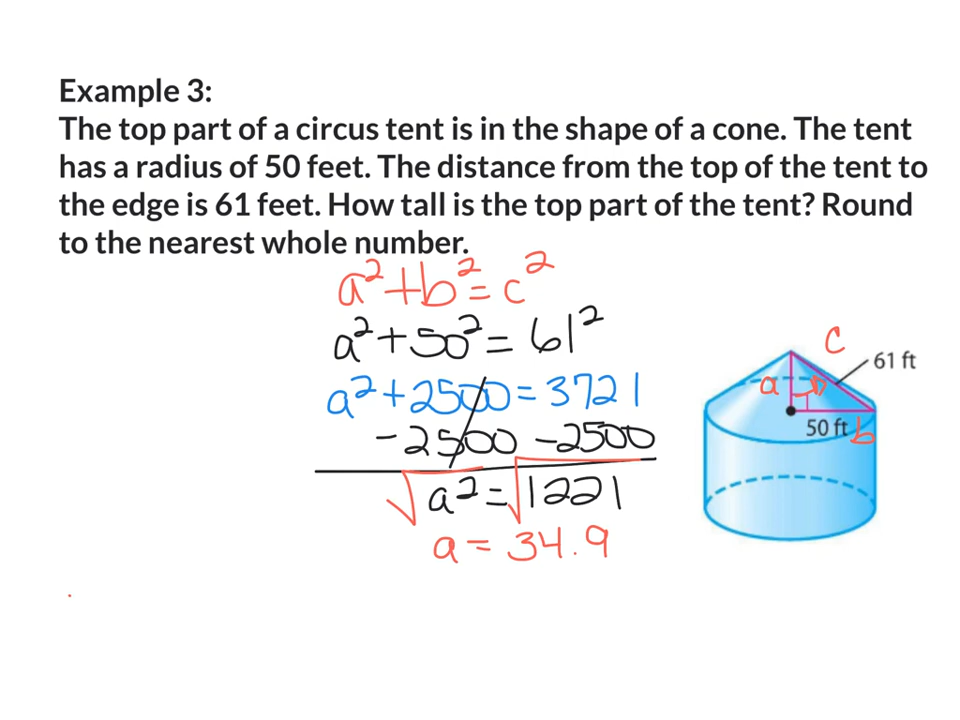 Example 3:
The top part of a circus tent is in the shape of a cone. The tent
has a radius of 50 feet. The distance from the top of the tent to
the edge is 61 feet. How tall is the top part of the tent? Round
to the nearest whole number.
a² + b² = c²
a² + 50² = 61²
a² + 2500 = 3721
- 2500 - 2500
√a² = √1221
a = 34.9
c
61 ft
a
50 ft
b